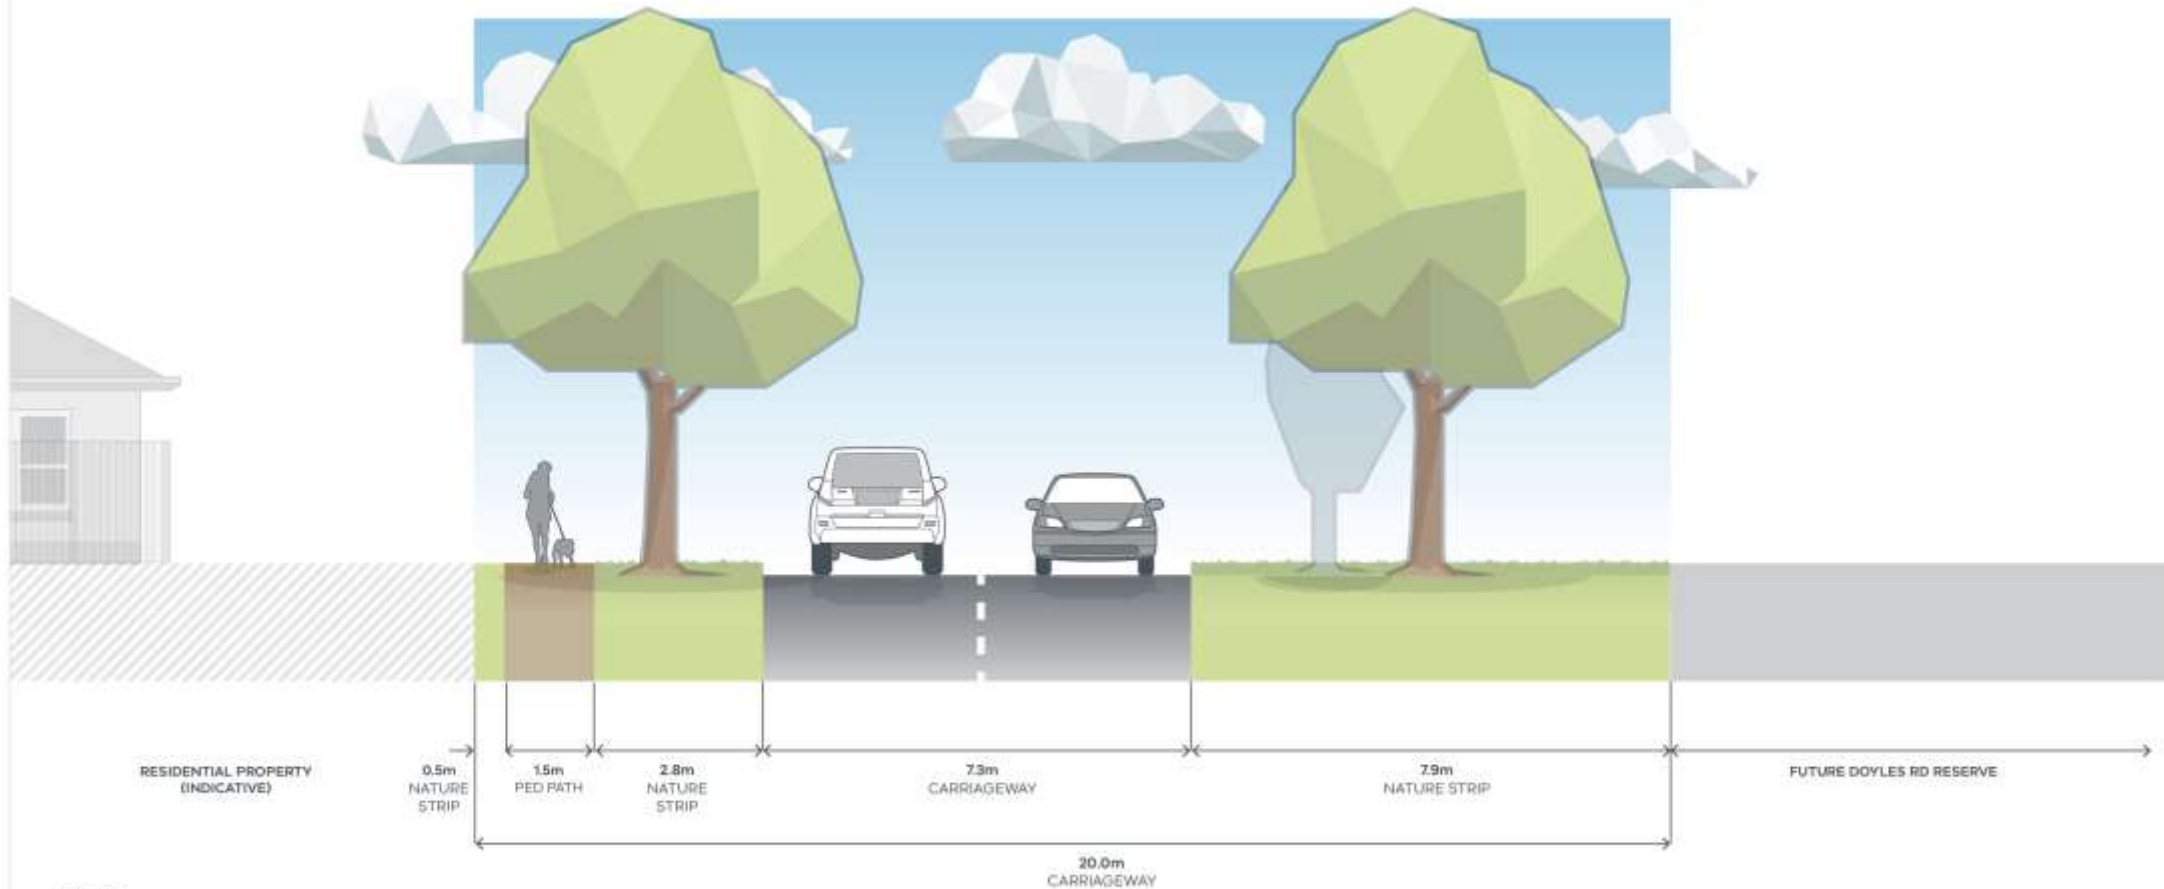 RESIDENTIAL PROPERTY
(INDICATIVE)
0.5m
NATURE
STRIP
1.5m
PED PATH
2.8m
NATURE
STRIP
7.3m
CARRIAGEWAY
7.9m
NATURE STRIP
FUTURE DOYLES RD RESERVE
20.0m
CARRIAGEWAY